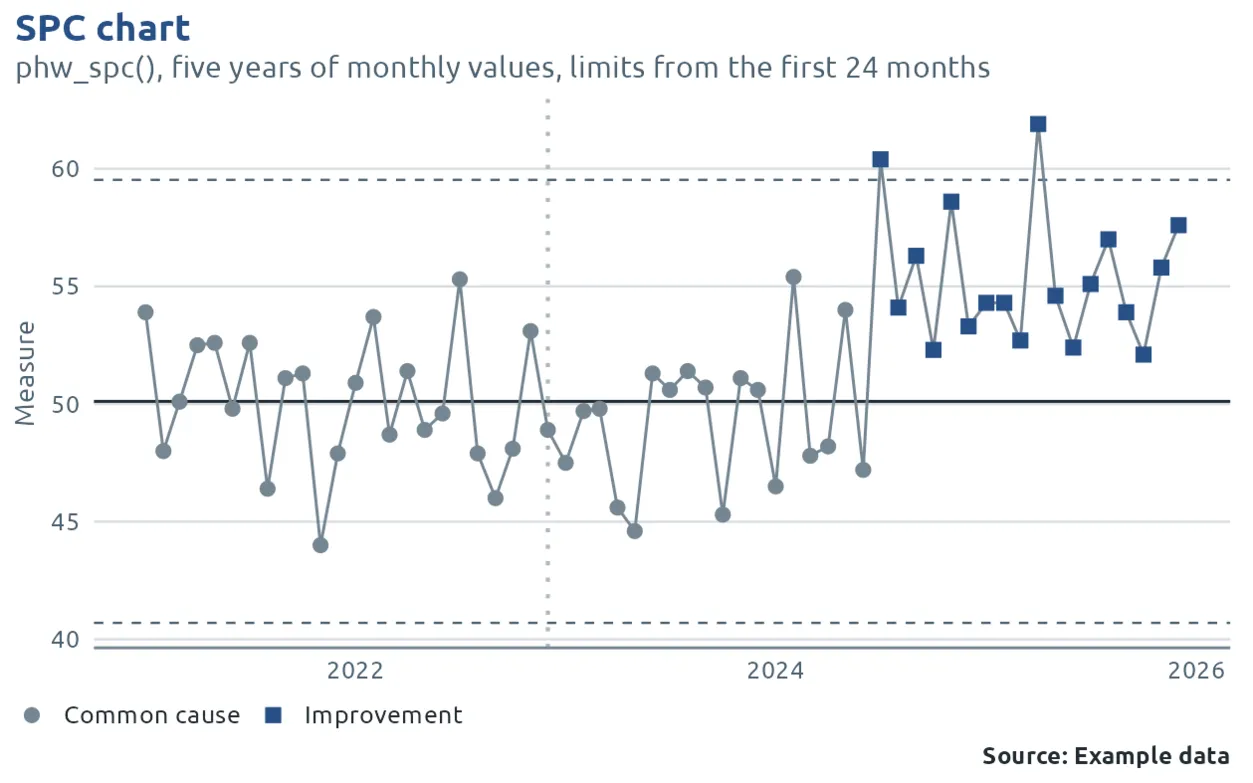 SPC chart
phw_spc(), five years of monthly values, limits from the first 24 months
Measure
60
55
50
45
40
2022 2024 2026
Common cause Improvement
Source: Example data